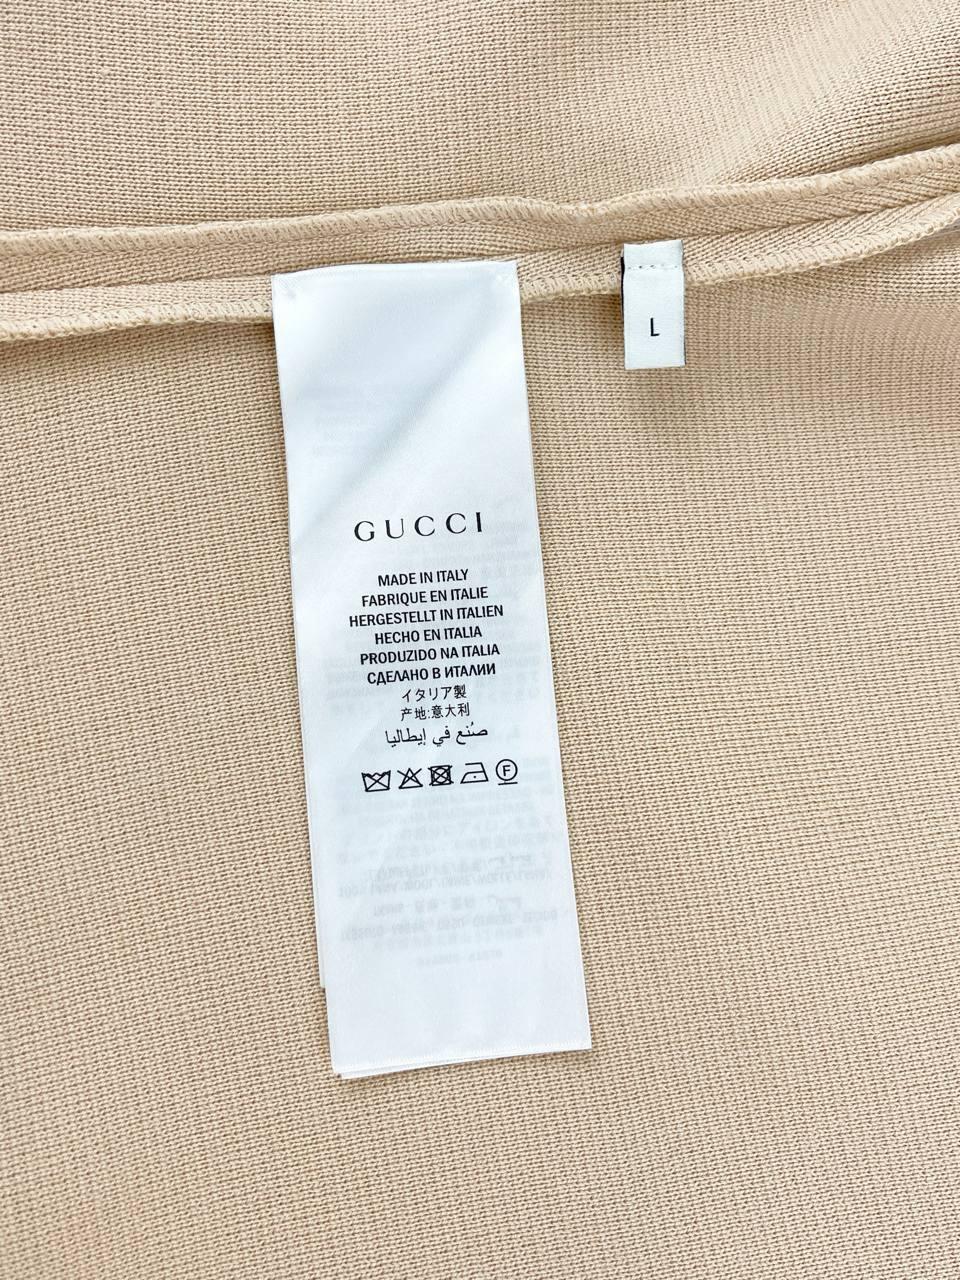 L
GUCCI
MADE IN ITALY
FABRIQUE EN ITALIE
HERGESTELLT IN ITALIEN
HECHO EN ITALIA
PRODUZIDO NA ITALIA
СДЕЛАНО В ИТАЛИИ
イタリア製
产地:意大利
صُنع في إيطاليا
F